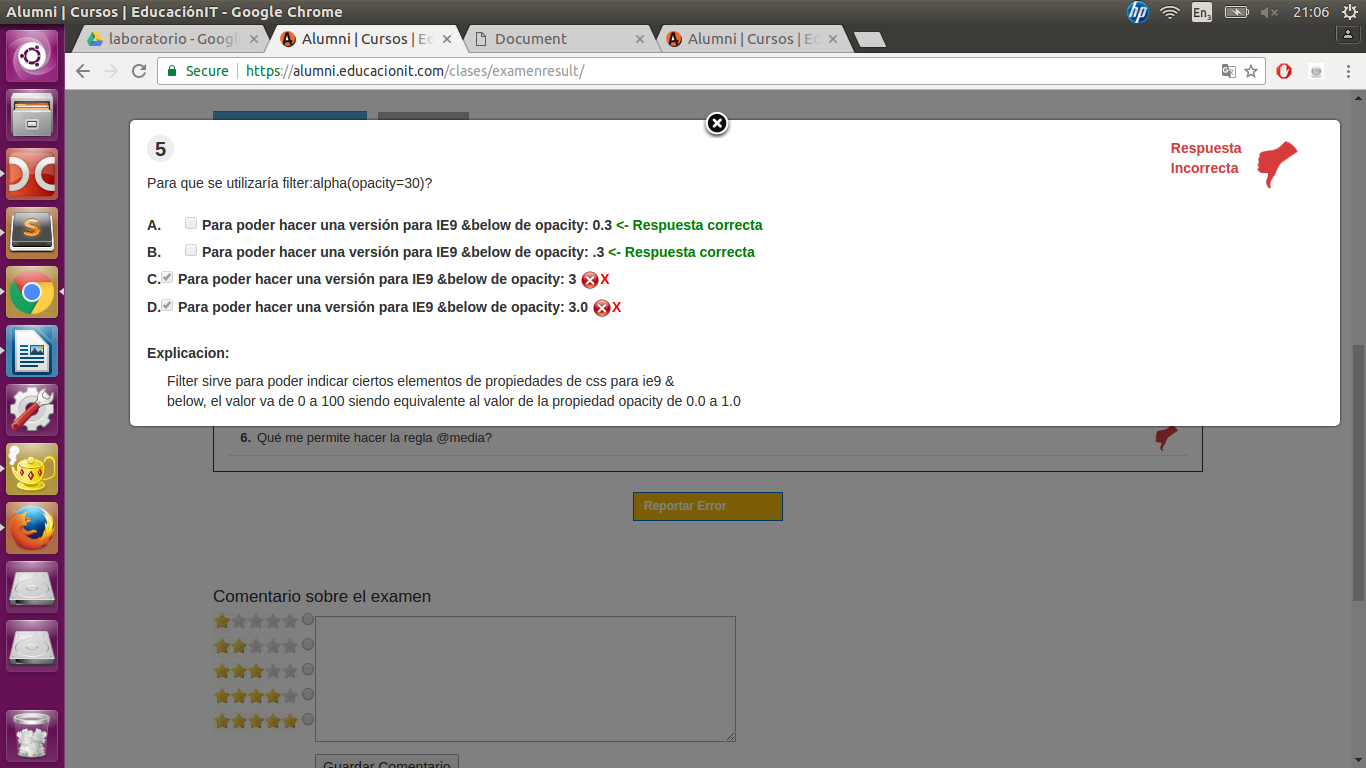 Alumni | Cursos | EducaciónIT - Google Chrome
En3
21:06
laboratorio - Google
Alumni | Cursos | Ed
Document
Alumni | Cursos | Ed
Secure
https://alumni.educacionit.com/clases/examenresult/
5
Respuesta
Incorrecta
Para que se utilizaría filter:alpha(opacity=30)?
A. Para poder hacer una versión para IE9 &below de opacity: 0.3 <- Respuesta correcta
B. Para poder hacer una versión para IE9 &below de opacity: .3 <- Respuesta correcta
C. Para poder hacer una versión para IE9 &below de opacity: 3 X
D. Para poder hacer una versión para IE9 &below de opacity: 3.0 X
Explicacion:
Filter sirve para poder indicar ciertos elementos de propiedades de css para ie9 &
below, el valor va de 0 a 100 siendo equivalente al valor de la propiedad opacity de 0.0 a 1.0
6. Qué me permite hacer la regla @media?
Reportar Error
Comentario sobre el examen
Guardar Comentario